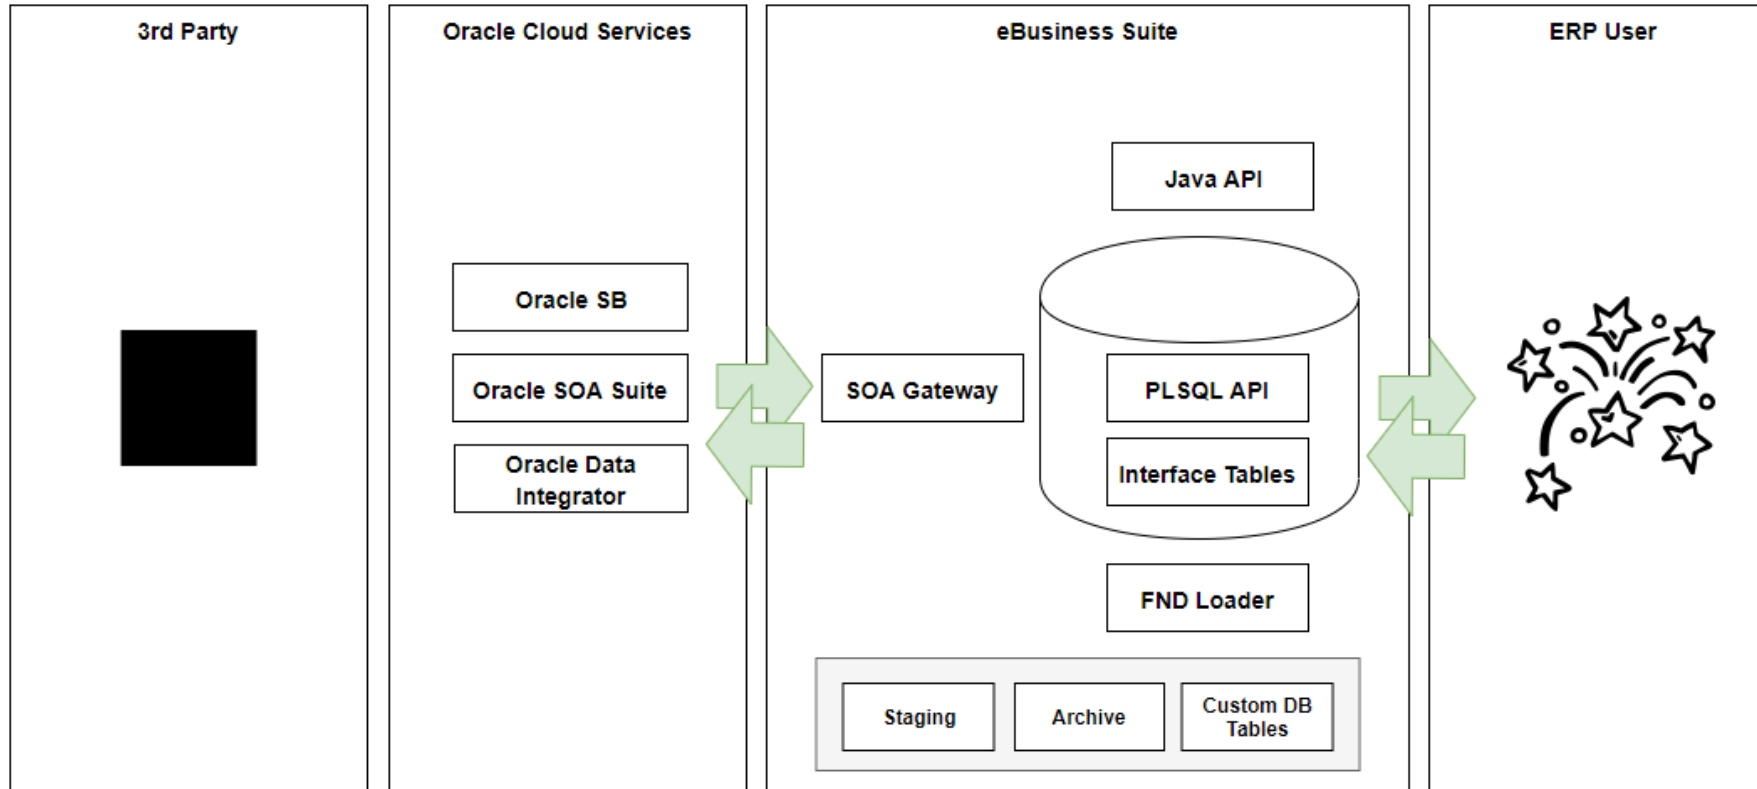 3rd Party
Oracle Cloud Services
eBusiness Suite
ERP User
Java API
Oracle SB
Oracle SOA Suite
SOA Gateway
PLSQL API
Oracle Data
Integrator
Interface Tables
FND Loader
Staging
Archive
Custom DB
Tables